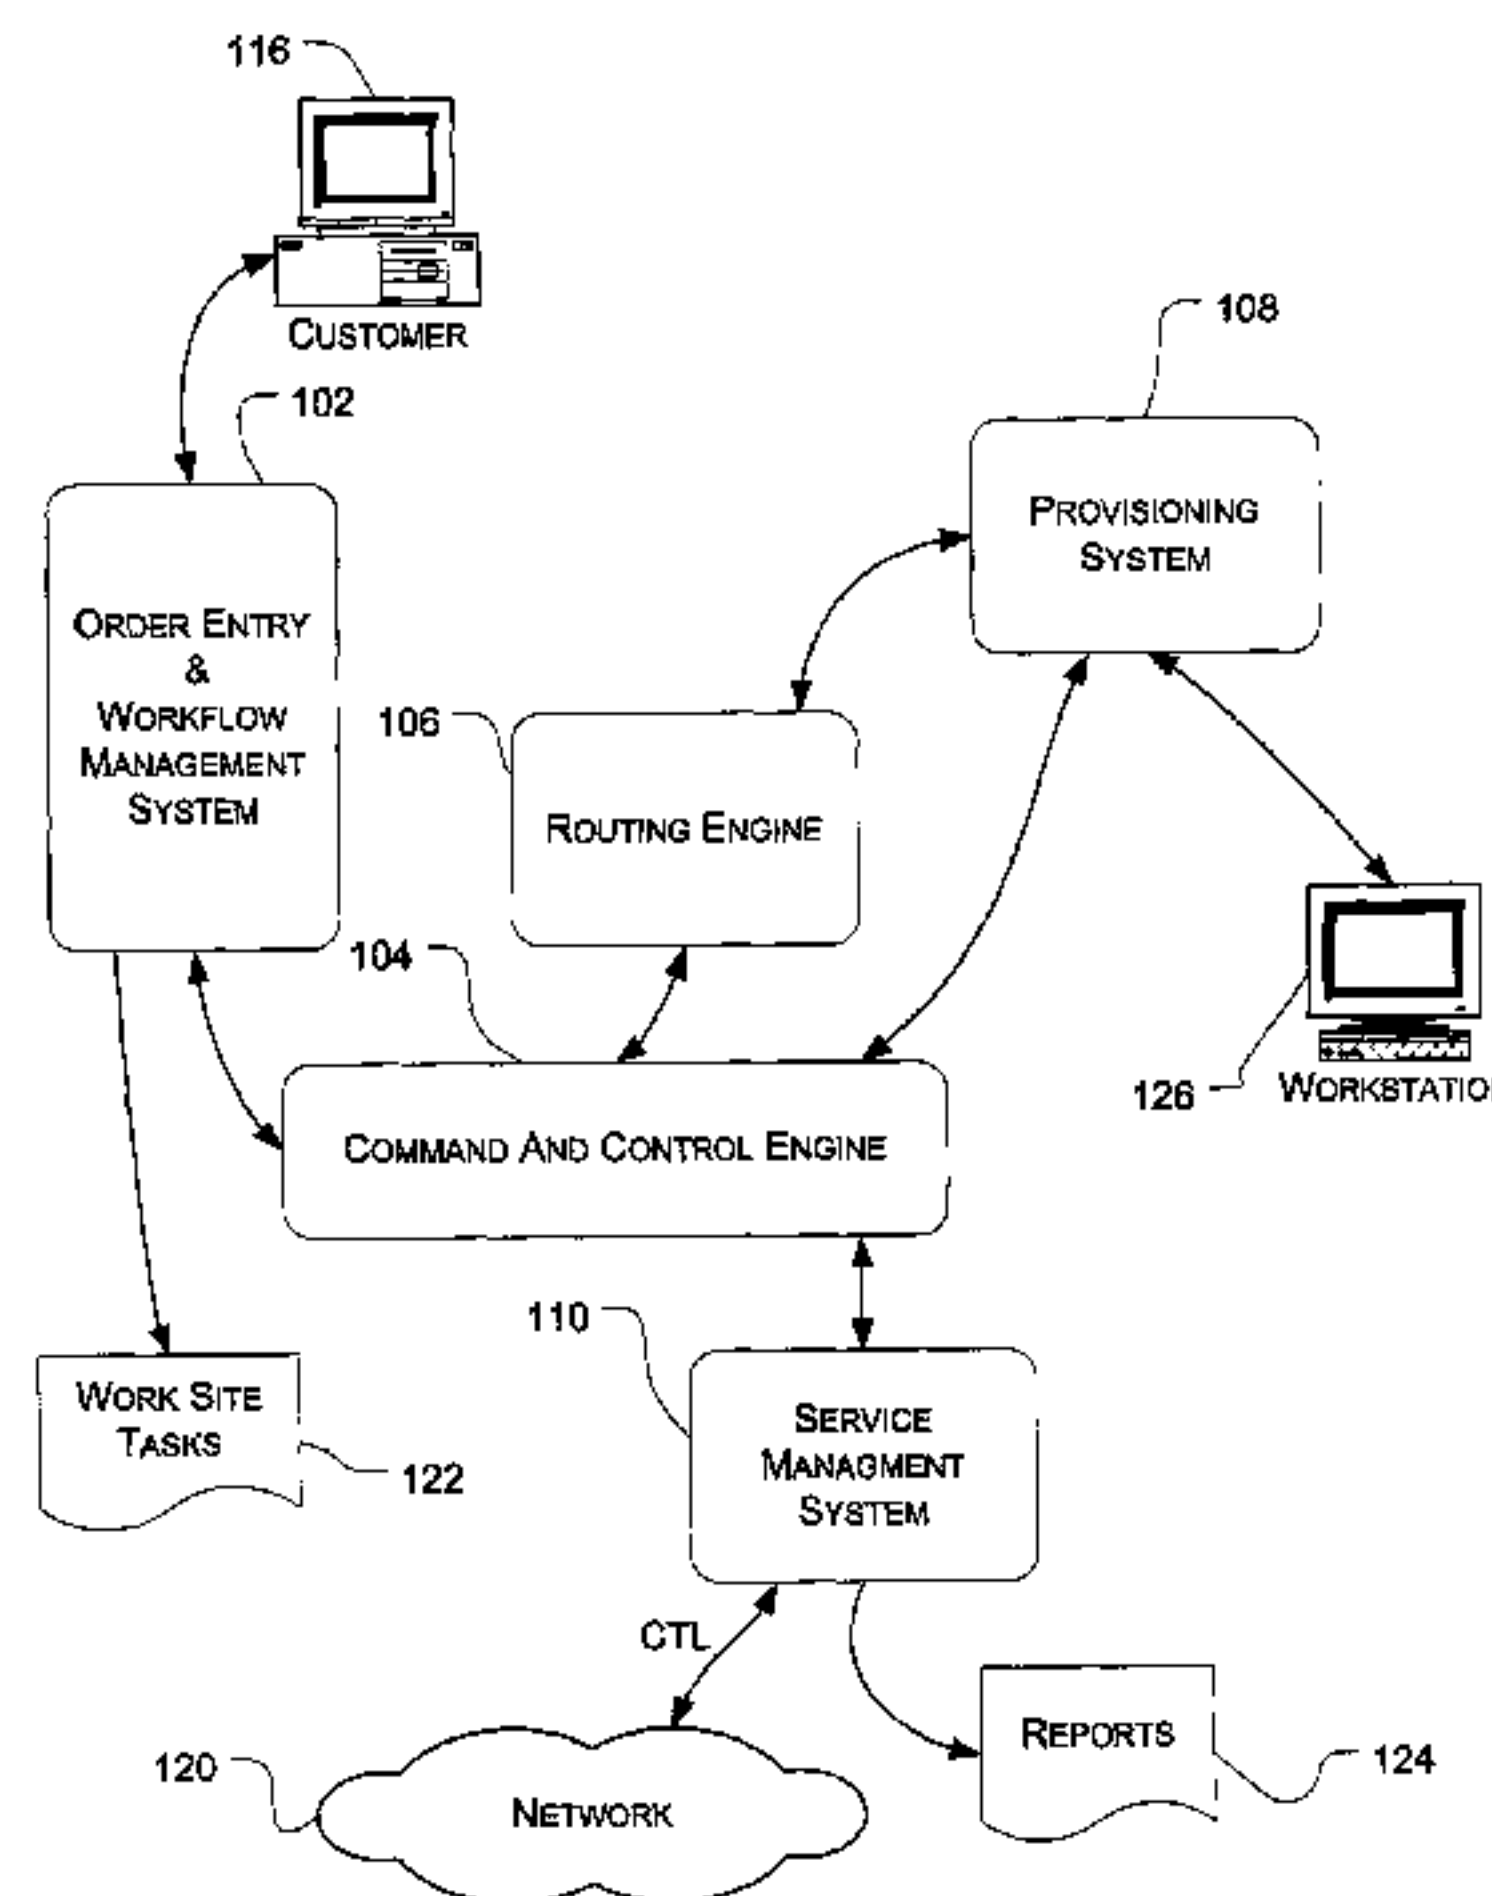 116
CUSTOMER
102
108
PROVISIONING
SYSTEM
ORDER ENTRY
&
WORKFLOW
MANAGEMENT
SYSTEM
106
ROUTING ENGINE
104
126
WORKSTATIO
COMMAND AND CONTROL ENGINE
110
WORK SITE
TASKS
122
SERVICE
MANAGMENT
SYSTEM
CTL
REPORTS
124
120
NETWORK